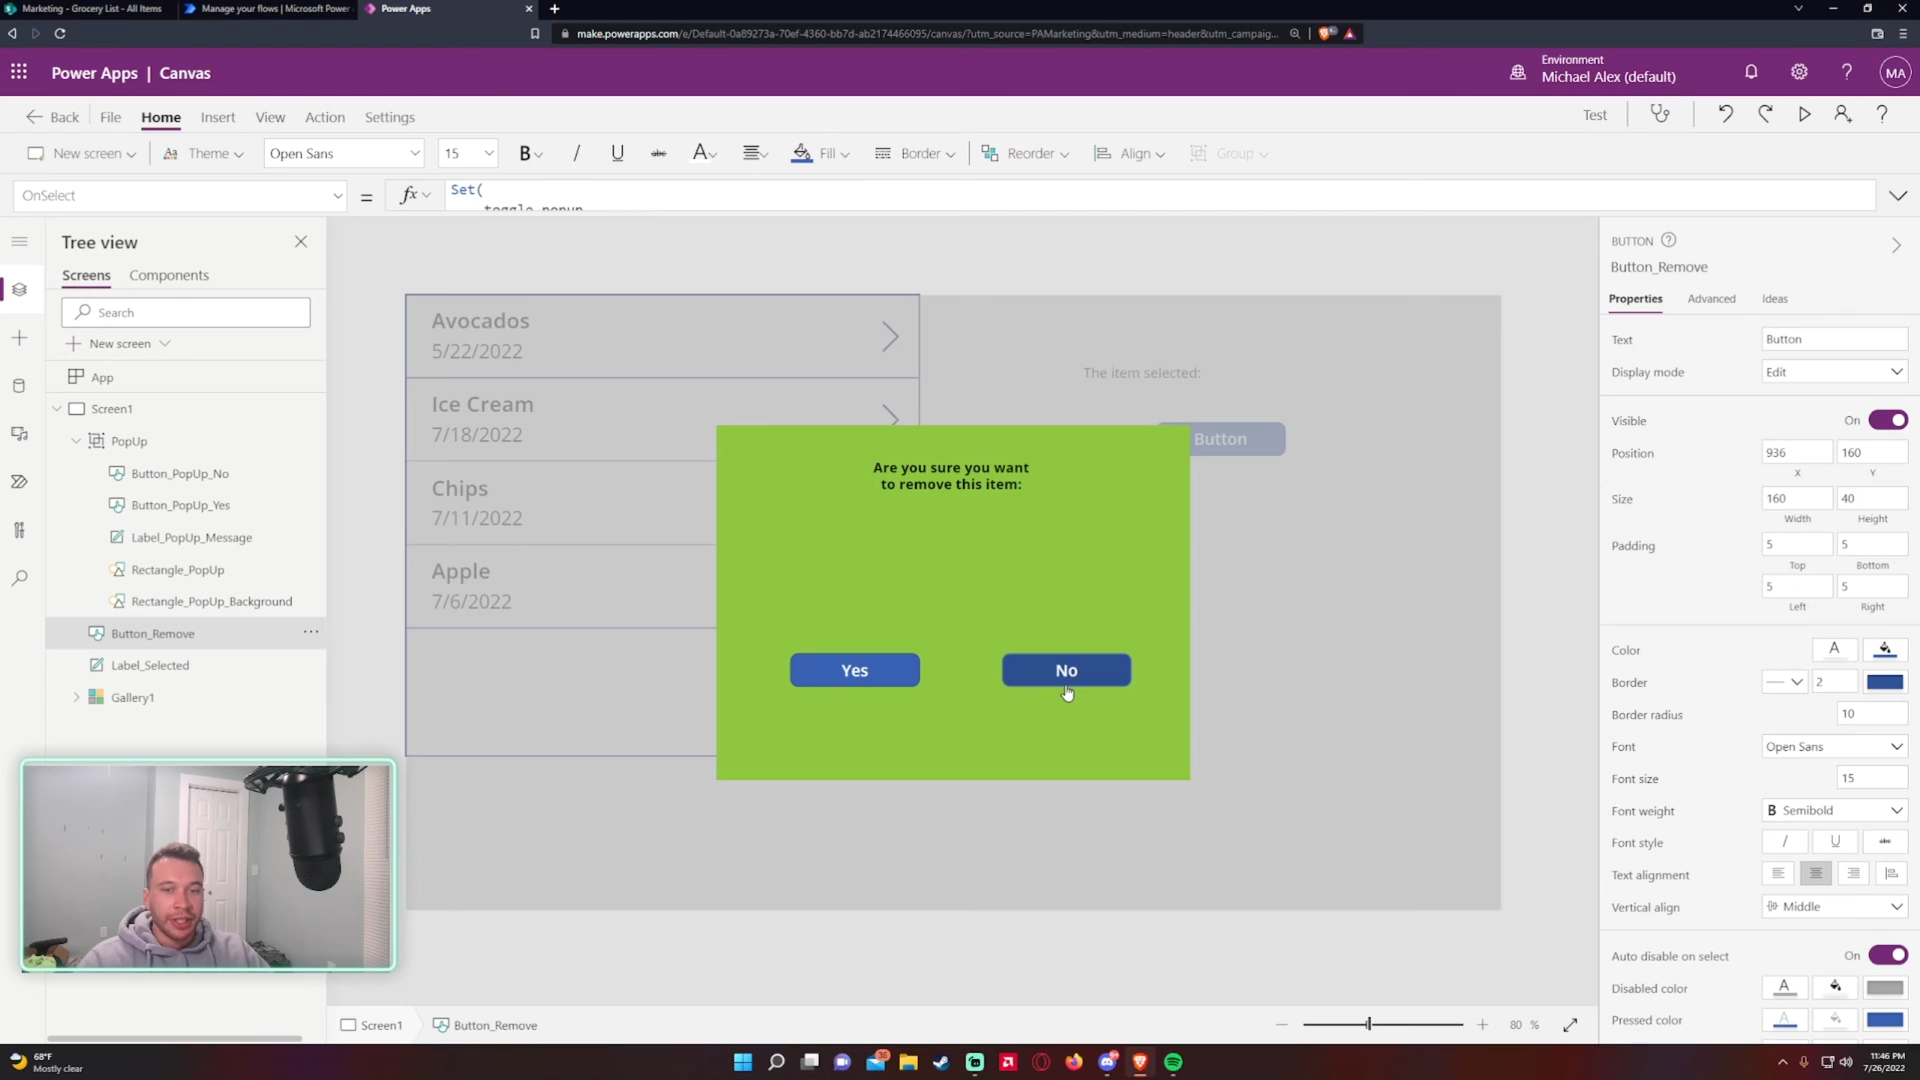 Marketing - Grocery List - All Items
Manage your flows | Microsoft Power
Power Apps
make.powerapps.com/e/Default-0a89273a-70ef-4360-bb7d-ab2174466095/canvas/?utm_source=PAMarketing&utm_medium=header&utm_campaig...
Power Apps | Canvas
Environment
Michael Alex (default)
MA
Back File Home Insert View Action Settings
Test
New screen Theme Open Sans 15 B / U abc A Fill Border Reorder Align Group
OnSelect = fx Set(
toggle_popup
Tree view
Screens Components
Search
New screen
App
Screen1
PopUp
Button_PopUp_No
Button_PopUp_Yes
Label_PopUp_Message
Rectangle_PopUp
Rectangle_PopUp_Background
Button_Remove ...
Label_Selected
Gallery1
Avocados
5/22/2022
Ice Cream
7/18/2022
Chips
7/11/2022
Apple
7/6/2022
The item selected:
Button
Are you sure you want
to remove this item:
Yes No
Screen1 Button_Remove
80 %
BUTTON
Button_Remove
Properties Advanced Ideas
Text Button
Display mode Edit
Visible On
Position 936 160
X Y
Size 160 40
Width Height
Padding 5 5
Top Bottom
5 5
Left Right
Color A
Border 2
Border radius 10
Font Open Sans
Font size 15
Font weight B Semibold
Font style / U abc
Text alignment
Vertical align Middle
Auto disable on select On
Disabled color A
Pressed color A
68°F
Mostly clear
36
11:46 PM
7/26/2022